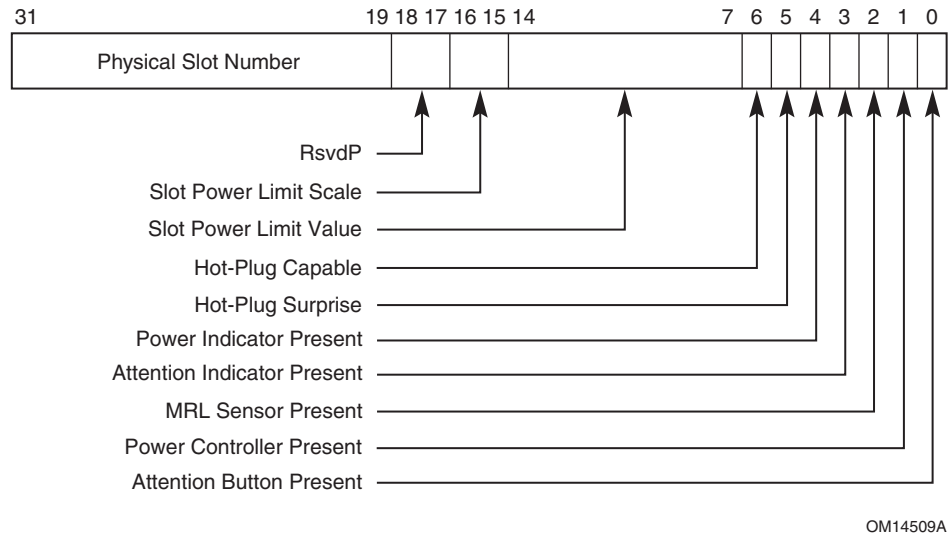 31 19 18 17 16 15 14 7 6 5 4 3 2 1 0
Physical Slot Number
RsvdP
Slot Power Limit Scale
Slot Power Limit Value
Hot-Plug Capable
Hot-Plug Surprise
Power Indicator Present
Attention Indicator Present
MRL Sensor Present
Power Controller Present
Attention Button Present
OM14509A